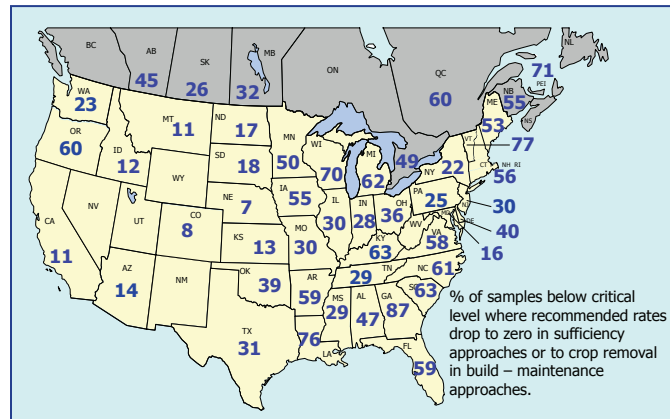 BC
AB
45
SK
26
MB
32
ON
QC
60
NL
71
PEI
NB
55
NS
WA
23
MT
11
ND
17
MN
50
WI
70
MI
62
49
NY
22
VT
ME
53
77
CT
NH RI
56
OR
60
ID
12
WY
SD
18
IA
55
NE
7
IL
30
IN
28
OH
36
PA
25
NJ
30
DE
40
16
CA
11
NV
UT
CO
8
KS
13
MO
30
KY
63
WV
VA
58
AZ
14
NM
OK
39
AR
59
29
TN
NC
61
SC
63
MS
29
AL
47
GA
87
TX
31
76
LA
FL
59
% of samples below critical
level where recommended rates
drop to zero in sufficiency
approaches or to crop removal
in build – maintenance
approaches.